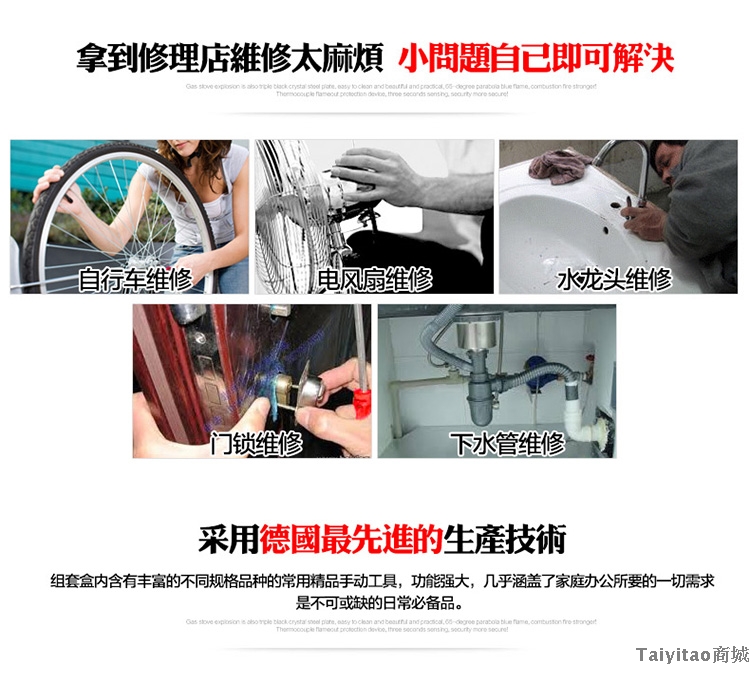 拿到修理店維修太麻煩 小問題自己即可解決
Gas stove explosion is also triple black crystal steel plate, easy to clean and beautiful and practical, 65-degree parabola blue flame, combustion fire stronger!
Thermocouple flameout protection device, three seconds sensing, security more secure!
自行车维修
电风扇维修
水龙头维修
门锁维修
下水管维修
采用德國最先進的生產技術
组套盒内含有丰富的不同规格品种的常用精品手动工具，功能强大，几乎涵盖了家庭办公所要的一切需求
是不可或缺的日常必备品。
Gas stove explosion is also triple black crystal steel plate, easy to clean and beautiful and practical, 65-degree parabola blue flame, combustion fire stronger!
Thermocouple flameout protection device, three seconds sensing, security more secure!
Taiyitao商城